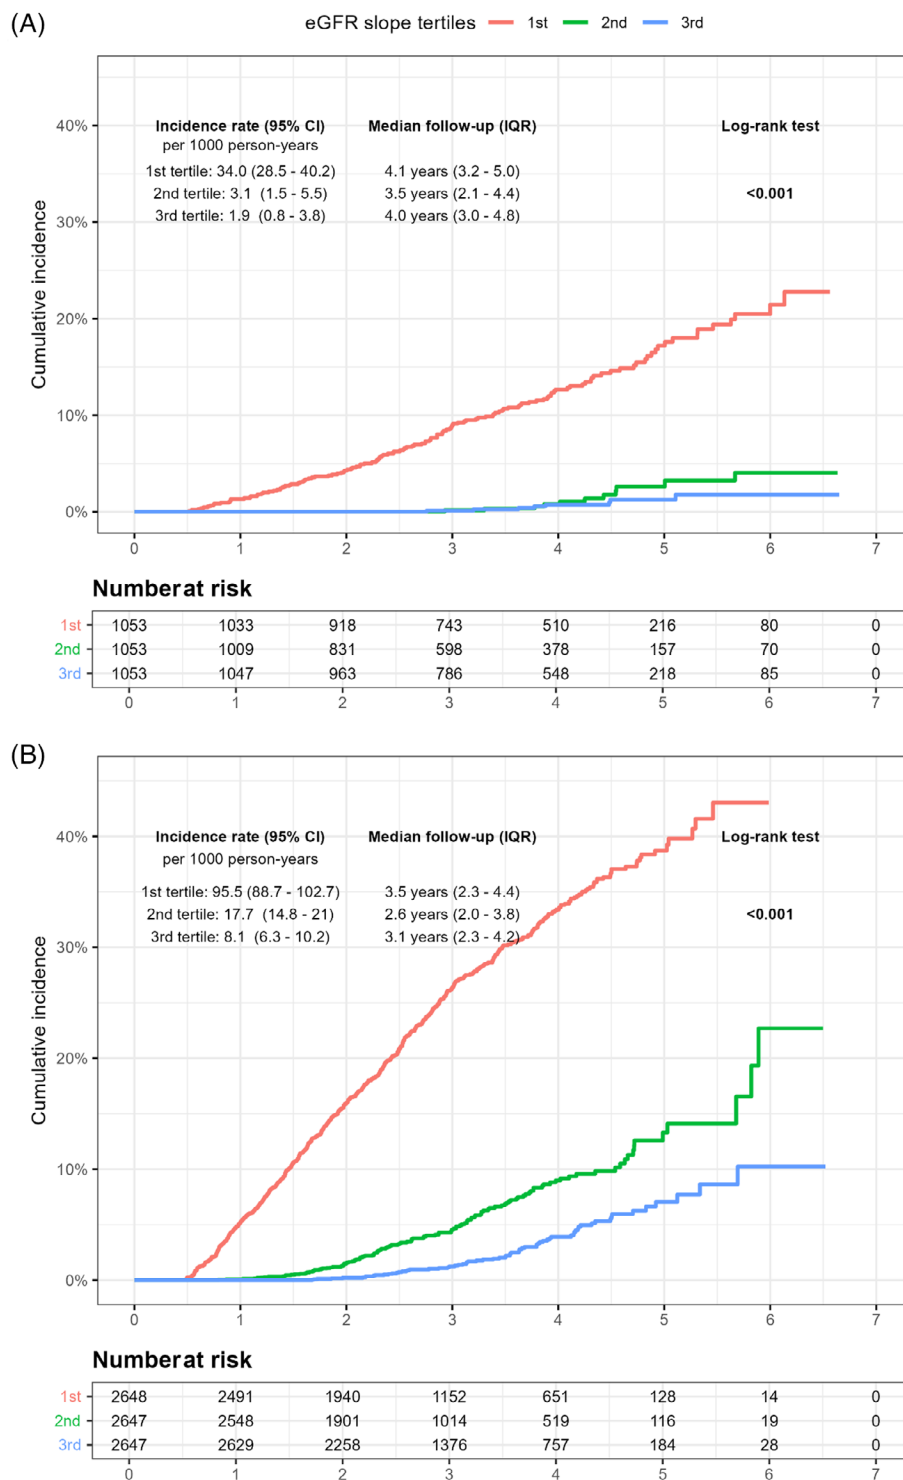 (A)
eGFR slope tertiles 1st 2nd 3rd
Cumulative incidence
40%
30%
20%
10%
0%
Incidence rate (95% CI) Median follow-up (IQR) Log-rank test
per 1000 person-years
1st tertile: 34.0 (28.5 - 40.2) 4.1 years (3.2 - 5.0)
2nd tertile: 3.1 (1.5 - 5.5) 3.5 years (2.1 - 4.4) <0.001
3rd tertile: 1.9 (0.8 - 3.8) 4.0 years (3.0 - 4.8)
0 1 2 3 4 5 6 7
Numberat risk
1st 1053 1033 918 743 510 216 80 0
2nd 1053 1009 831 598 378 157 70 0
3rd 1053 1047 963 786 548 218 85 0
0 1 2 3 4 5 6 7
(B)
Cumulative incidence
40%
30%
20%
10%
0%
Incidence rate (95% CI) Median follow-up (IQR) Log-rank test
per 1000 person-years
1st tertile: 95.5 (88.7 - 102.7) 3.5 years (2.3 - 4.4)
2nd tertile: 17.7 (14.8 - 21) 2.6 years (2.0 - 3.8) <0.001
3rd tertile: 8.1 (6.3 - 10.2) 3.1 years (2.3 - 4.2)
0 1 2 3 4 5 6 7
Numberat risk
1st 2648 2491 1940 1152 651 128 14 0
2nd 2647 2548 1901 1014 519 116 19 0
3rd 2647 2629 2258 1376 757 184 28 0
0 1 2 3 4 5 6 7